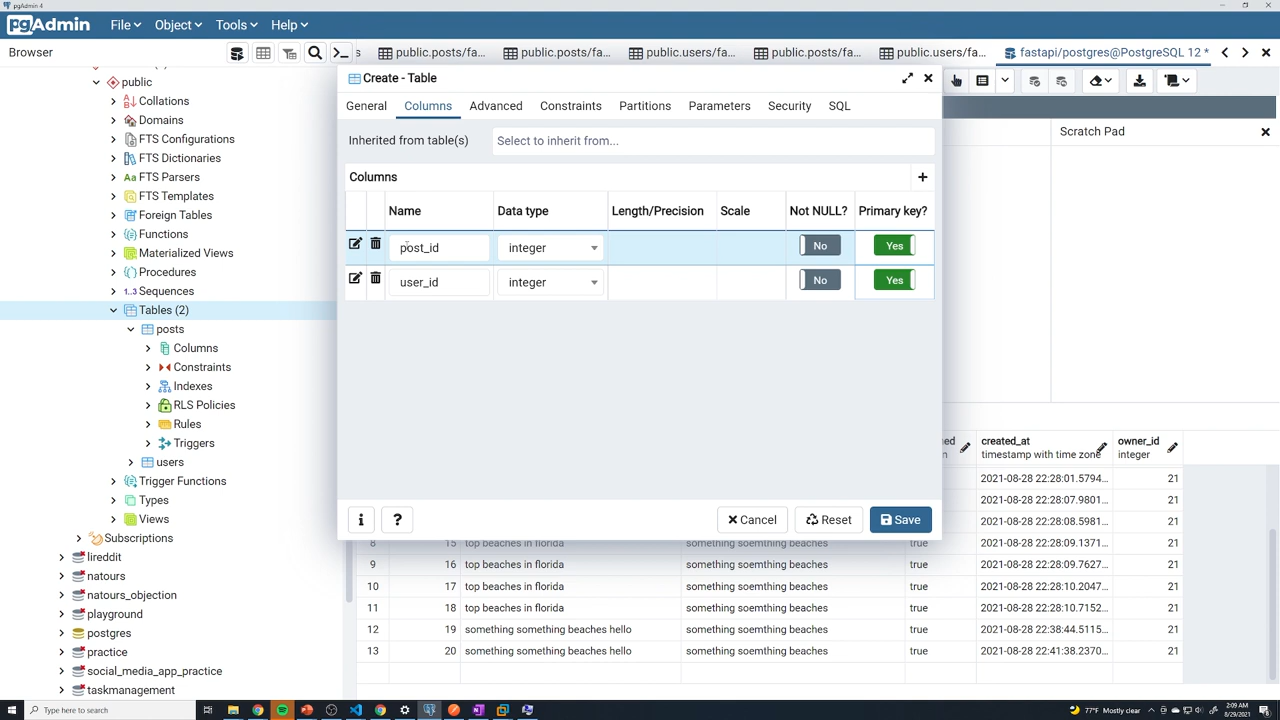 pgAdmin 4
pgAdmin File Object Tools Help
Browser
public.posts/fa... public.posts/fa... public.users/fa... public.posts/fa... public.users/fa... fastapi/postgres@PostgreSQL 12 *
public
Collations
Domains
FTS Configurations
FTS Dictionaries
Aa FTS Parsers
FTS Templates
Foreign Tables
Functions
Materialized Views
Procedures
1..3 Sequences
Tables (2)
posts
Columns
Constraints
Indexes
RLS Policies
Rules
Triggers
users
Trigger Functions
Types
Views
Subscriptions
lireddit
natours
natours_objection
playground
postgres
practice
social_media_app_practice
taskmanagement
Create - Table
General Columns Advanced Constraints Partitions Parameters Security SQL
Inherited from table(s) Select to inherit from...
Columns
Name Data type Length/Precision Scale Not NULL? Primary key?
post_id integer No Yes
user_id integer No Yes
i ? Cancel Reset Save
Scratch Pad
created_at owner_id
timestamp with time zone integer
2021-08-28 22:28:01.5794... 21
2021-08-28 22:28:07.9801... 21
2021-08-28 22:28:08.5981... 21
8 15 top beaches in florida something soemthing beaches true 2021-08-28 22:28:09.1371... 21
9 16 top beaches in florida something soemthing beaches true 2021-08-28 22:28:09.7627... 21
10 17 top beaches in florida something soemthing beaches true 2021-08-28 22:28:10.2047... 21
11 18 top beaches in florida something soemthing beaches true 2021-08-28 22:28:10.7152... 21
12 19 something something beaches hello something soemthing beaches true 2021-08-28 22:38:44.5115... 21
13 20 something something beaches hello something soemthing beaches true 2021-08-28 22:41:38.2370... 21
Type here to search
77°F Mostly clear
2:09 AM
8/29/2021